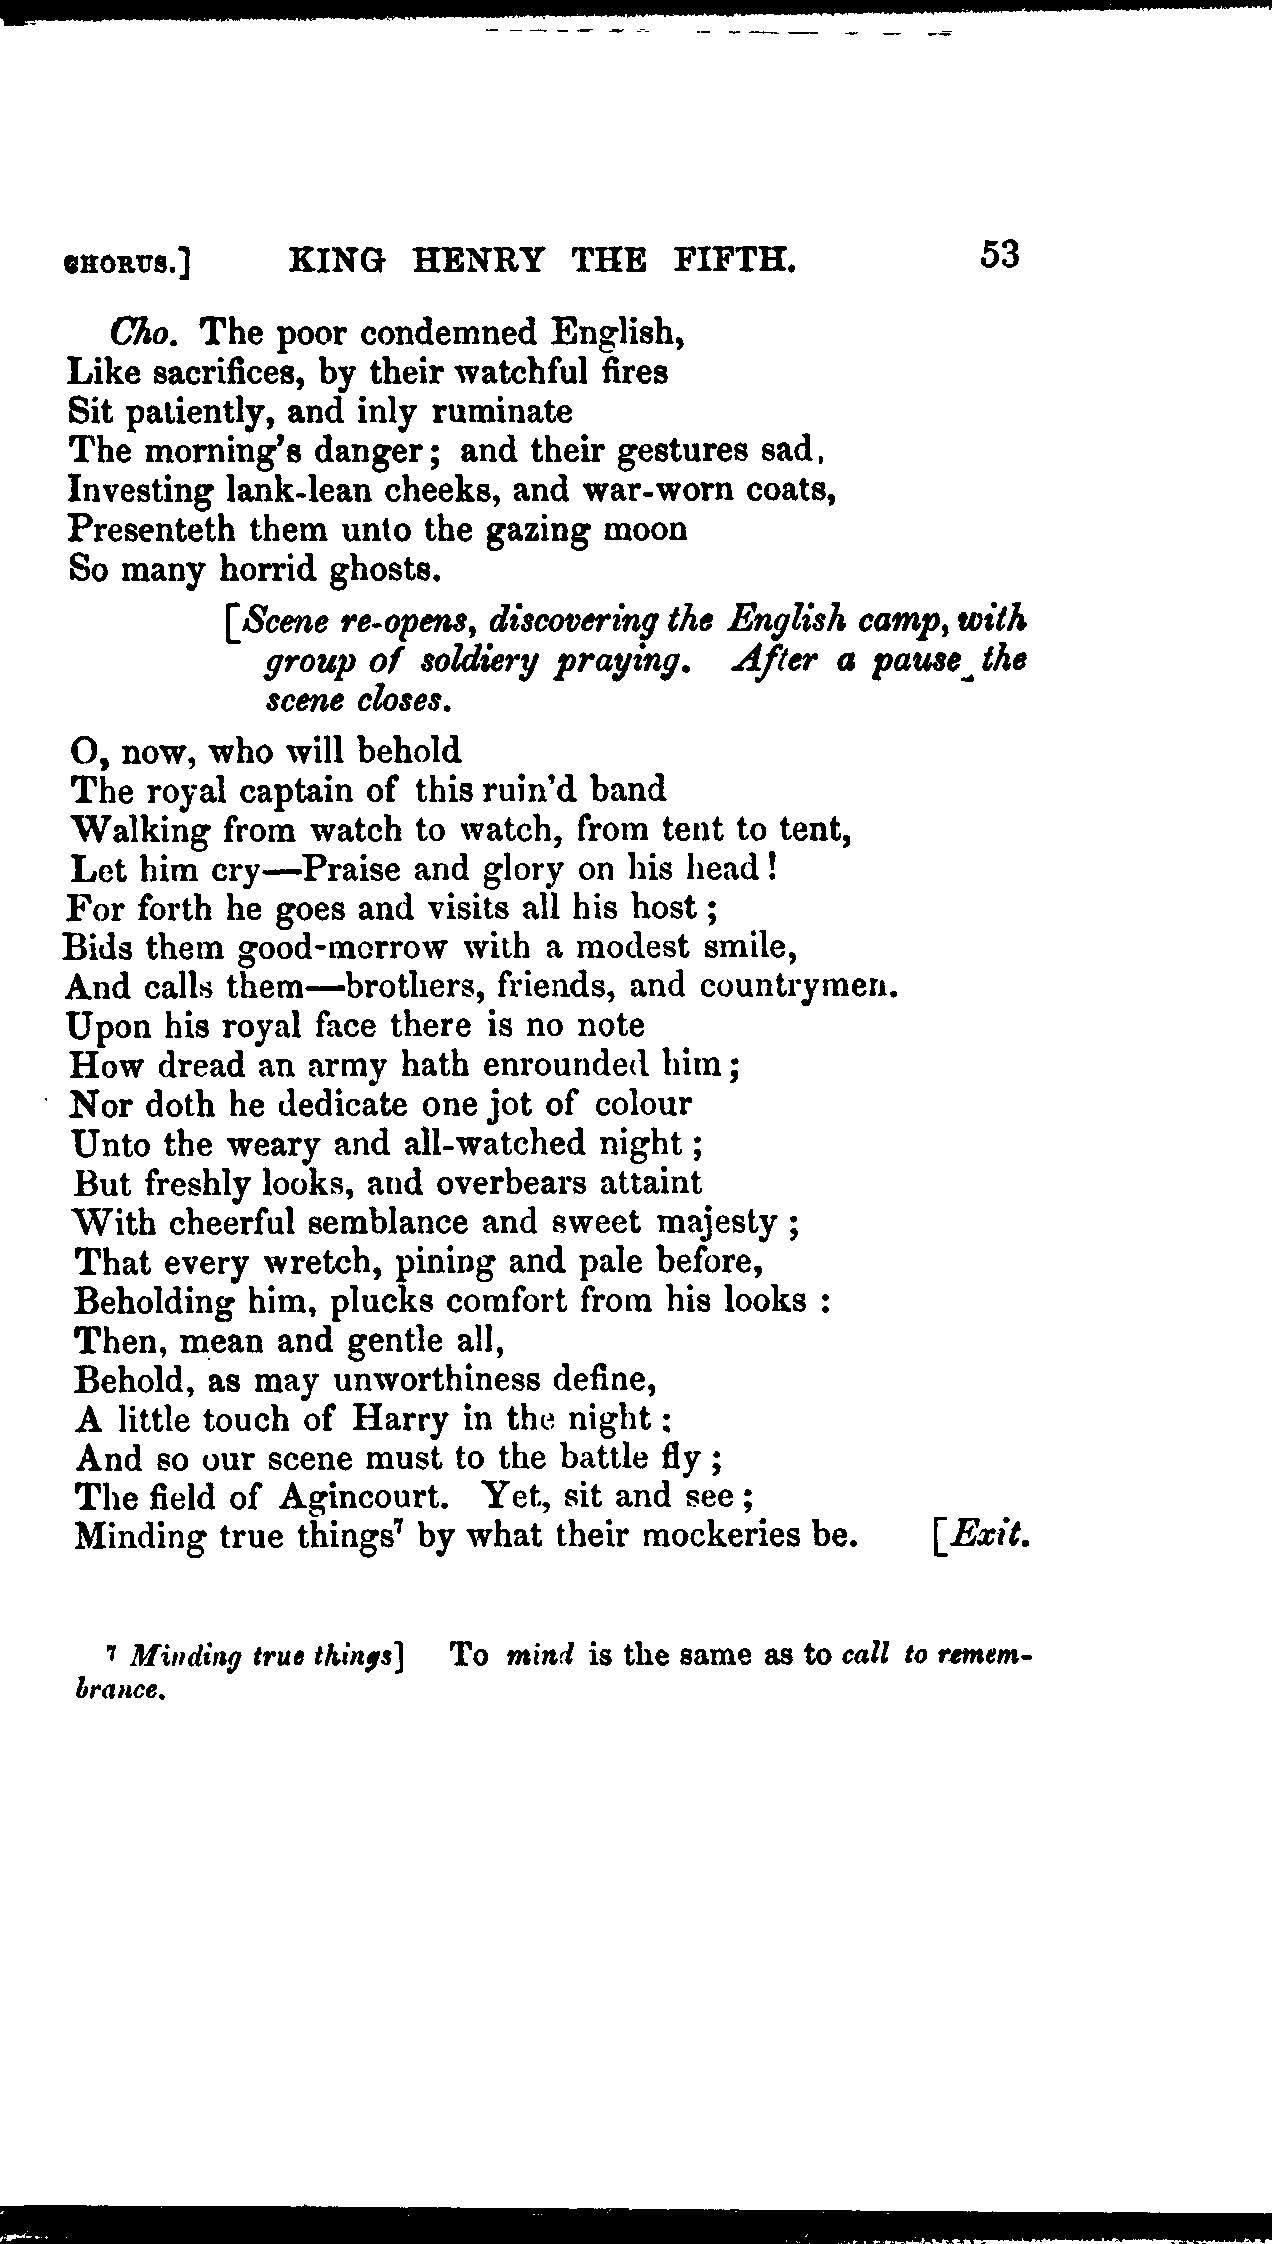 CHORUS.] KING HENRY THE FIFTH. 53
Cho. The poor condemned English,
Like sacrifices, by their watchful fires
Sit patiently, and inly ruminate
The morning's danger; and their gestures sad,
Investing lank-lean cheeks, and war-worn coats,
Presenteth them unto the gazing moon
So many horrid ghosts.
[Scene re-opens, discovering the English camp, with
group of soldiery praying. After a pause, the
scene closes.
O, now, who will behold
The royal captain of this ruin'd band
Walking from watch to watch, from tent to tent,
Let him cry—Praise and glory on his head!
For forth he goes and visits all his host;
Bids them good-morrow with a modest smile,
And calls them—brothers, friends, and countrymen.
Upon his royal face there is no note
How dread an army hath enrounded him;
Nor doth he dedicate one jot of colour
Unto the weary and all-watched night;
But freshly looks, and overbears attaint
With cheerful semblance and sweet majesty;
That every wretch, pining and pale before,
Beholding him, plucks comfort from his looks:
Then, mean and gentle all,
Behold, as may unworthiness define,
A little touch of Harry in the night:
And so our scene must to the battle fly;
The field of Agincourt. Yet, sit and see;
Minding true things⁷ by what their mockeries be. [Exit.
⁷ Minding true things] To mind is the same as to call to remem-
brance.